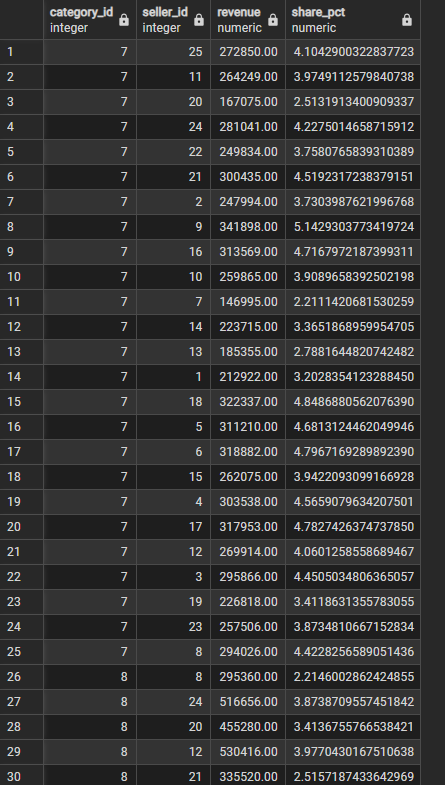 category_id seller_id revenue share_pct
integer integer numeric numeric
1 7 25 272850.00 4.1042900322837723
2 7 11 264249.00 3.9749112579840738
3 7 20 167075.00 2.5131913400909337
4 7 24 281041.00 4.2275014658715912
5 7 22 249834.00 3.7580765839310389
6 7 21 300435.00 4.5192317238379151
7 7 2 247994.00 3.7303987621996768
8 7 9 341898.00 5.1429303773419724
9 7 16 313569.00 4.7167972187399311
10 7 10 259865.00 3.9089658392502198
11 7 7 146995.00 2.2111420681530259
12 7 14 223715.00 3.3651868959954705
13 7 13 185355.00 2.7881644820742482
14 7 1 212922.00 3.2028354123288450
15 7 18 322337.00 4.8486880562076390
16 7 5 311210.00 4.6813124462049946
17 7 6 318882.00 4.7967169289892390
18 7 15 262075.00 3.9422093099166928
19 7 4 303538.00 4.5659079634207501
20 7 17 317953.00 4.7827426374737850
21 7 12 269914.00 4.0601258558689467
22 7 3 295866.00 4.4505034806365057
23 7 19 226818.00 3.4118631355783055
24 7 23 257506.00 3.8734810667152834
25 7 8 294026.00 4.4228256589051436
26 8 8 295360.00 2.2146002862424855
27 8 24 516656.00 3.8738709557451842
28 8 20 455280.00 3.4136755766538421
29 8 12 530416.00 3.9770430167510638
30 8 21 335520.00 2.5157187433642969